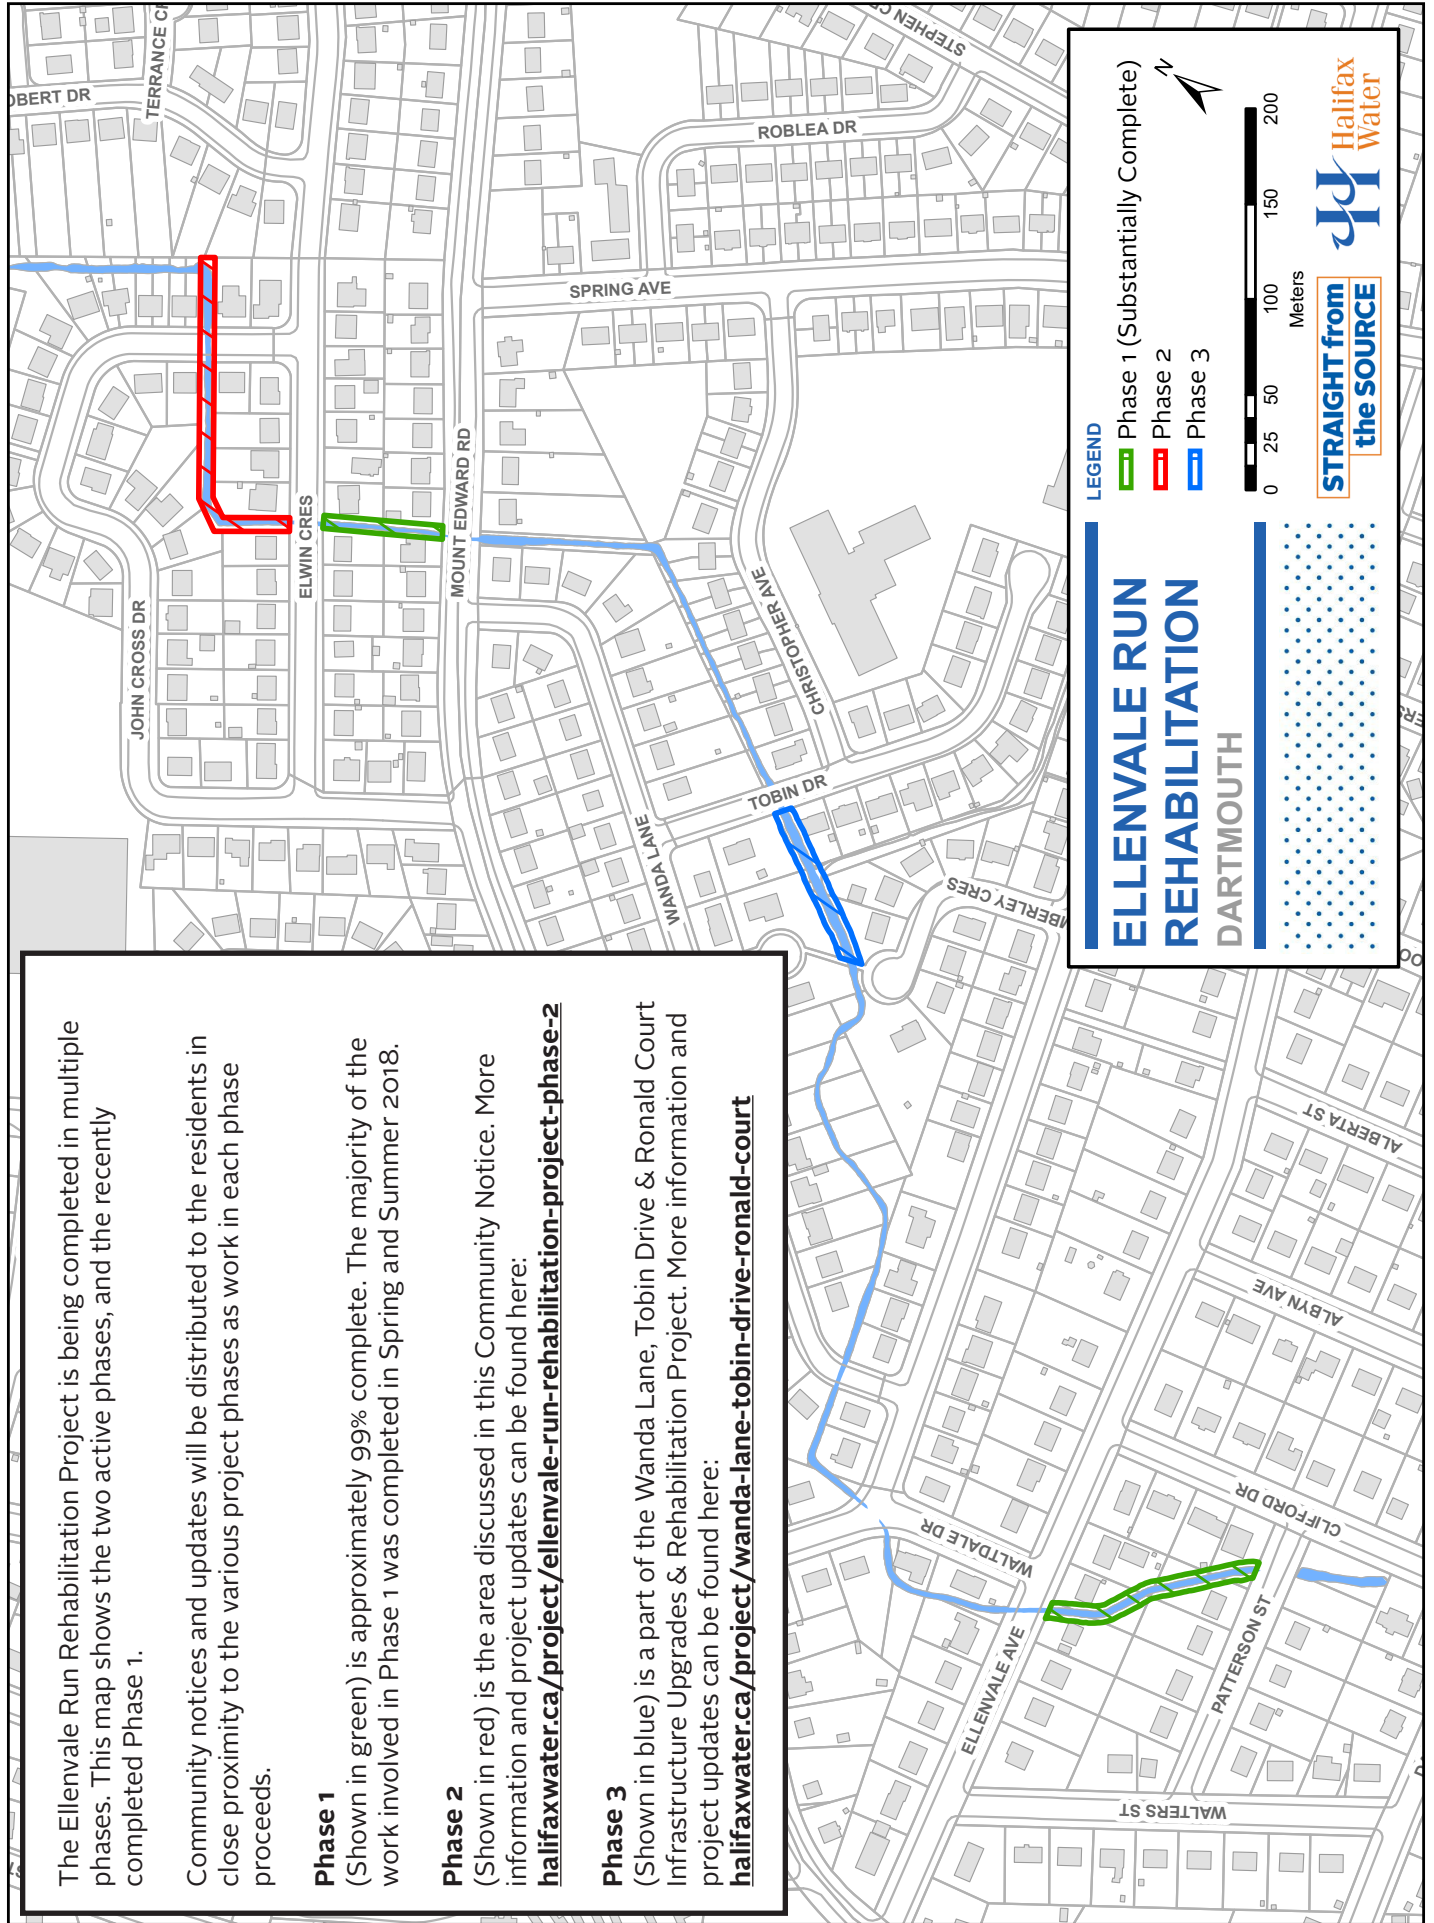 The Ellenvale Run Rehabilitation Project is being completed in multiple
phases. This map shows the two active phases, and the recently
completed Phase 1.
Community notices and updates will be distributed to the residents in
close proximity to the various project phases as work in each phase
proceeds.
Phase 1
(Shown in green) is approximately 99% complete. The majority of the
work involved in Phase 1 was completed in Spring and Summer 2018.
Phase 2
(Shown in red) is the area discussed in this Community Notice. More
information and project updates can be found here:
halifaxwater.ca/project/ellenvale-run-rehabilitation-project-phase-2
Phase 3
(Shown in blue) is a part of the Wanda Lane, Tobin Drive & Ronald Court
Infrastructure Upgrades & Rehabilitation Project. More information and
project updates can be found here:
halifaxwater.ca/project/wanda-lane-tobin-drive-ronald-court
JOHN CROSS DR
ELWIN CRES
MOUNT EDWARD RD
OBERT DR
TERRANCE CR
STEPHEN C
ROBLEA DR
SPRING AVE
CHRISTOPHER AVE
TOBIN DR
WANDA LANE
MBERLEY CRES
WALTDALE DR
ELLENVALE AVE
PATTERSON ST
WALTERS ST
CLIFFORD DR
ALBYN AVE
ALBERTA ST
ELLENVALE RUN
REHABILITATION
DARTMOUTH
LEGEND
Phase 1 (Substantially Complete)
Phase 2
Phase 3
N
0 25 50 100 150 200
Meters
STRAIGHT from
the SOURCE
Halifax
Water